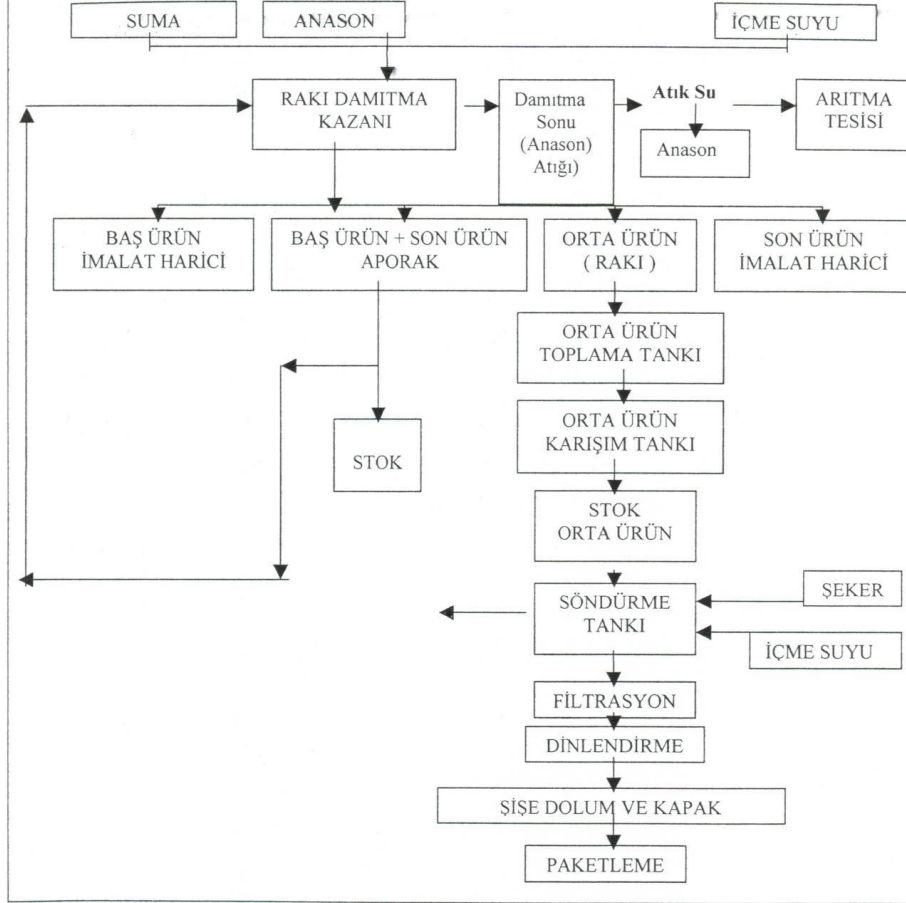 SUMA
ANASON
İÇME SUYU
RAKI DAMITMA
KAZANI
Damıtma
Sonu
(Anason)
Atığı)
Atık Su
Anason
ARITMA
TESİSİ
BAŞ ÜRÜN
İMALAT HARİCİ
BAŞ ÜRÜN + SON ÜRÜN
APORAK
ORTA ÜRÜN
( RAKI )
SON ÜRÜN
İMALAT HARİCİ
ORTA ÜRÜN
TOPLAMA TANKI
ORTA ÜRÜN
KARIŞIM TANKI
STOK
STOK
ORTA ÜRÜN
SÖNDÜRME
TANKI
ŞEKER
İÇME SUYU
FİLTRASYON
DİNLENDİRME
ŞİŞE DOLUM VE KAPAK
PAKETLEME